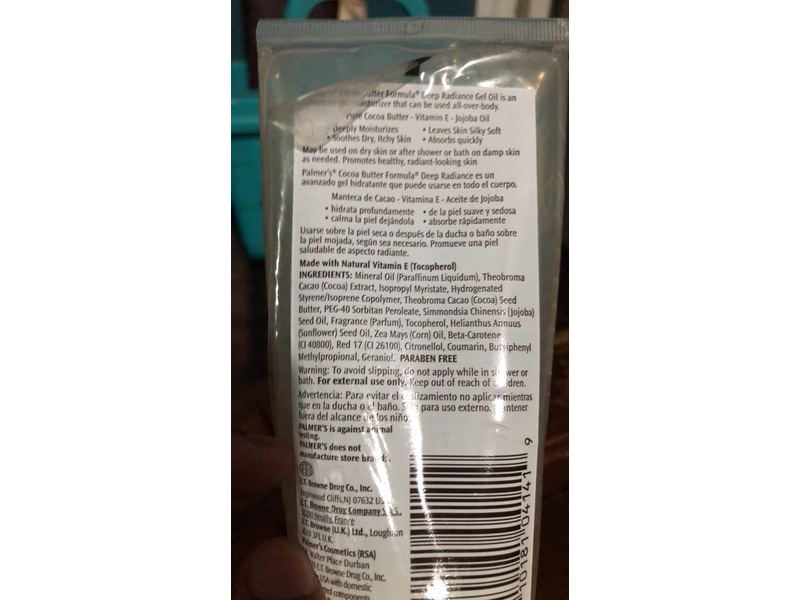 utter Formula® Deep Radiance Gel Oil is an
moisturizer that can be used all-over-body.
Pure Cocoa Butter - Vitamin E - Jojoba Oil
Deeply Moisturizes • Leaves Skin Silky Soft
• Soothes Dry, Itchy Skin • Absorbs quickly
May be used on dry skin or after shower or bath on damp skin
as needed. Promotes healthy, radiant-looking skin
Palmer's® Cocoa Butter Formula® Deep Radiance es un
avanzado gel hidratante que puede usarse en todo el cuerpo.
Manteca de Cacao - Vitamina E - Aceite de Jojoba
• hidrata profundamente • de la piel suave y sedosa
• calma la piel dejándola • absorbe rápidamente
Usarse sobre la piel seca o después de la ducha o baño sobre
la piel mojada, según sea necesario. Promueve una piel
saludable de aspecto radiante.
Made with Natural Vitamin E (Tocopherol)
INGREDIENTS: Mineral Oil (Paraffinum Liquidum), Theobroma
Cacao (Cocoa) Extract, Isopropyl Myristate, Hydrogenated
Styrene/Isoprene Copolymer, Theobroma Cacao (Cocoa) Seed
Butter, PEG-40 Sorbitan Peroleate, Simmondsia Chinensis (Jojoba)
Seed Oil, Fragrance (Parfum), Tocopherol, Helianthus Annuus
(Sunflower) Seed Oil, Zea Mays (Corn) Oil, Beta-Carotene
(CI 40800), Red 17 (CI 26100), Citronellol, Coumarin, Butylphenyl
Methylpropional, Geraniol. PARABEN FREE
Warning: To avoid slipping, do not apply while in shower or
bath. For external use only. Keep out of reach of children.
Advertencia: Para evitar el deslizamiento no aplicar mientras
que en la ducha o el baño. Sólo para uso externo. Mantener
fuera del alcance de los niños.
PALMER'S is against animal
testing.
PALMER'S does not
manufacture store brands.
E.T. Browne Drug Co., Inc.
Englewood Cliffs, NJ 07632 US
E.T. Browne Drug Company S.A.S.
Neuilly, France
E.T. Browne (U.K.) Ltd., Loughton
IG10 3FL U.K.
Palmer's Cosmetics (RSA)
Walter Place Durban
E.T. Browne Drug Co., Inc.
USA with domestic
components
10181 04141 9